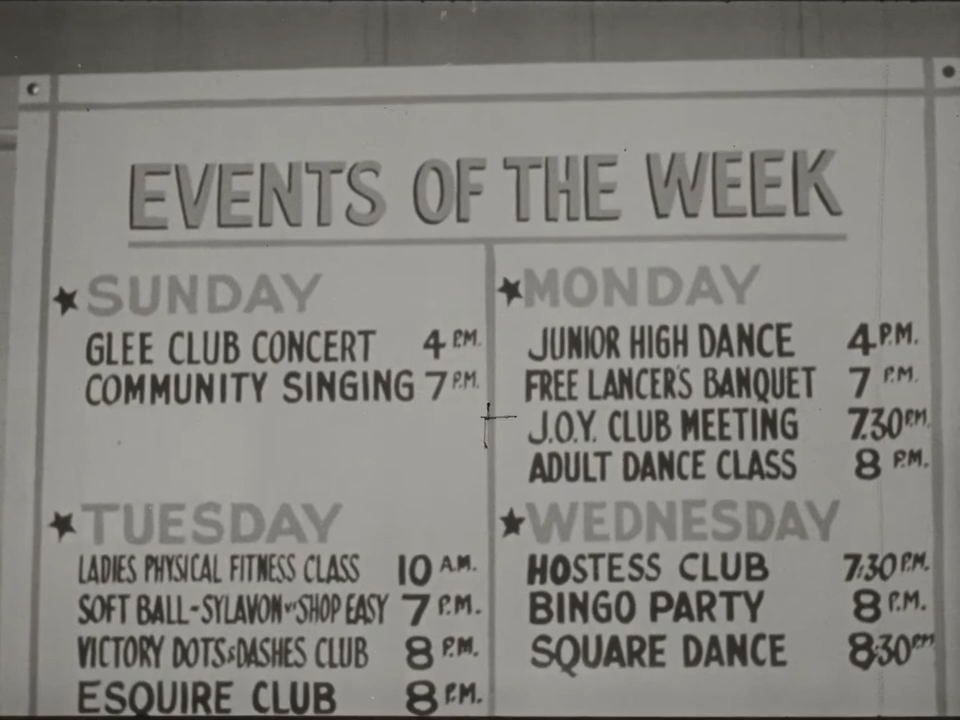 EVENTS OF THE WEEK
SUNDAY
GLEE CLUB CONCERT 4 P.M.
COMMUNITY SINGING 7 P.M.
MONDAY
JUNIOR HIGH DANCE 4 P.M.
FREE LANCER'S BANQUET 7 P.M.
J.O.Y. CLUB MEETING 7.30 P.M.
ADULT DANCE CLASS 8 P.M.
TUESDAY
LADIES PHYSICAL FITNESS CLASS 10 A.M.
SOFT BALL-SYLAVON vs SHOP EASY 7 P.M.
VICTORY DOTS & DASHES CLUB 8 P.M.
ESQUIRE CLUB 8 P.M.
WEDNESDAY
HOSTESS CLUB 7:30 P.M.
BINGO PARTY 8 P.M.
SQUARE DANCE 8:30 PM